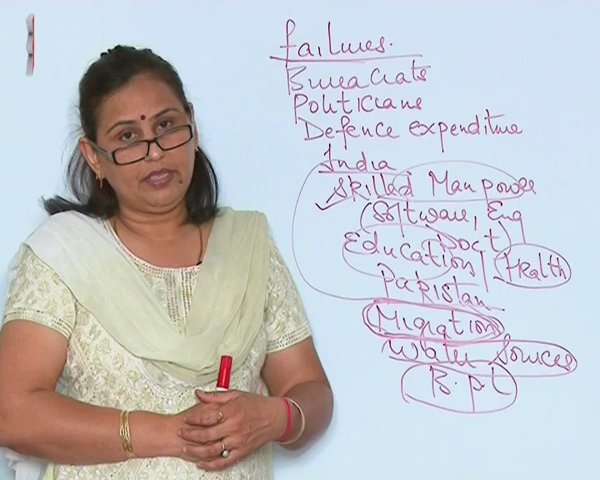 failures.
Bureacrats
Politicians
Defence expenditure
India
Skilled Manpower
(Software, Eng
Doct)
Education / Health
Pakistan
Migration
Water Sources
B.P.L